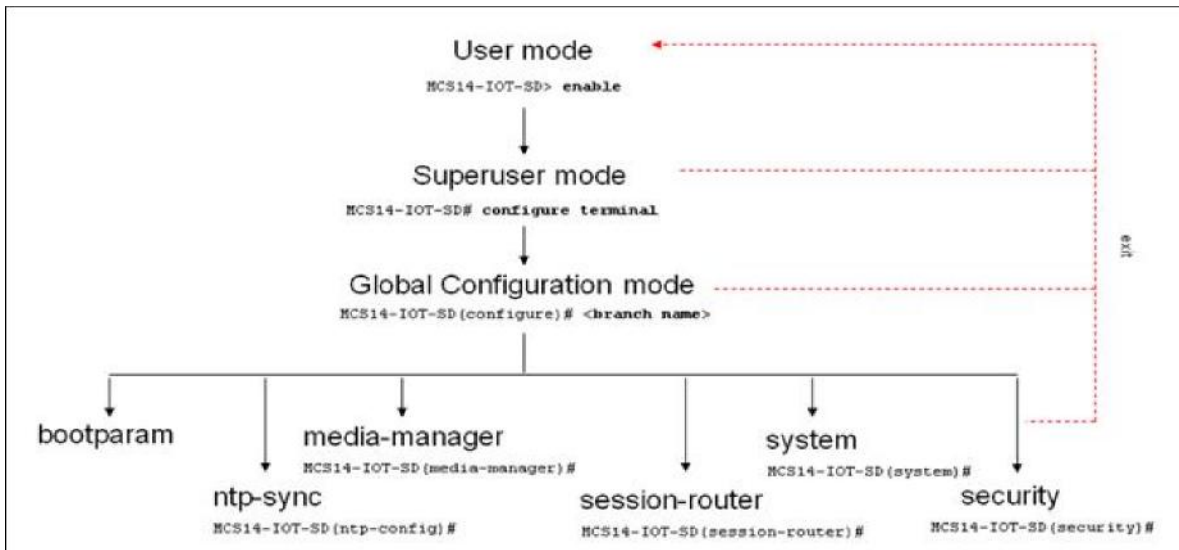 User mode
MCS14-IOT-SD> enable
Superuser mode
MCS14-IOT-SD# configure terminal
exit
Global Configuration mode
MCS14-IOT-SD(configure)# <branch name>
bootparam
media-manager
MCS14-IOT-SD(media-manager)#
system
MCS14-IOT-SD(system)#
ntp-sync
MCS14-IOT-SD(ntp-config)#
session-router
MCS14-IOT-SD(session-router)#
security
MCS14-IOT-SD(security)#